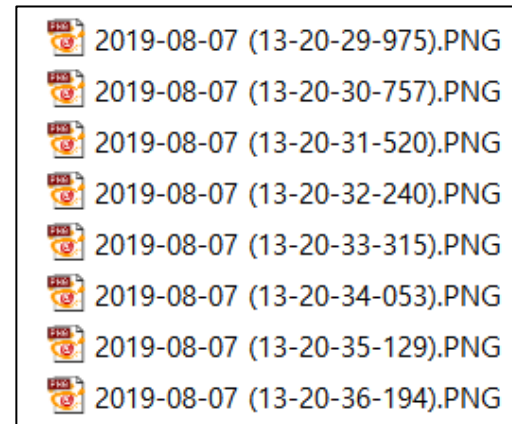 2019-08-07 (13-20-29-975).PNG
2019-08-07 (13-20-30-757).PNG
2019-08-07 (13-20-31-520).PNG
2019-08-07 (13-20-32-240).PNG
2019-08-07 (13-20-33-315).PNG
2019-08-07 (13-20-34-053).PNG
2019-08-07 (13-20-35-129).PNG
2019-08-07 (13-20-36-194).PNG